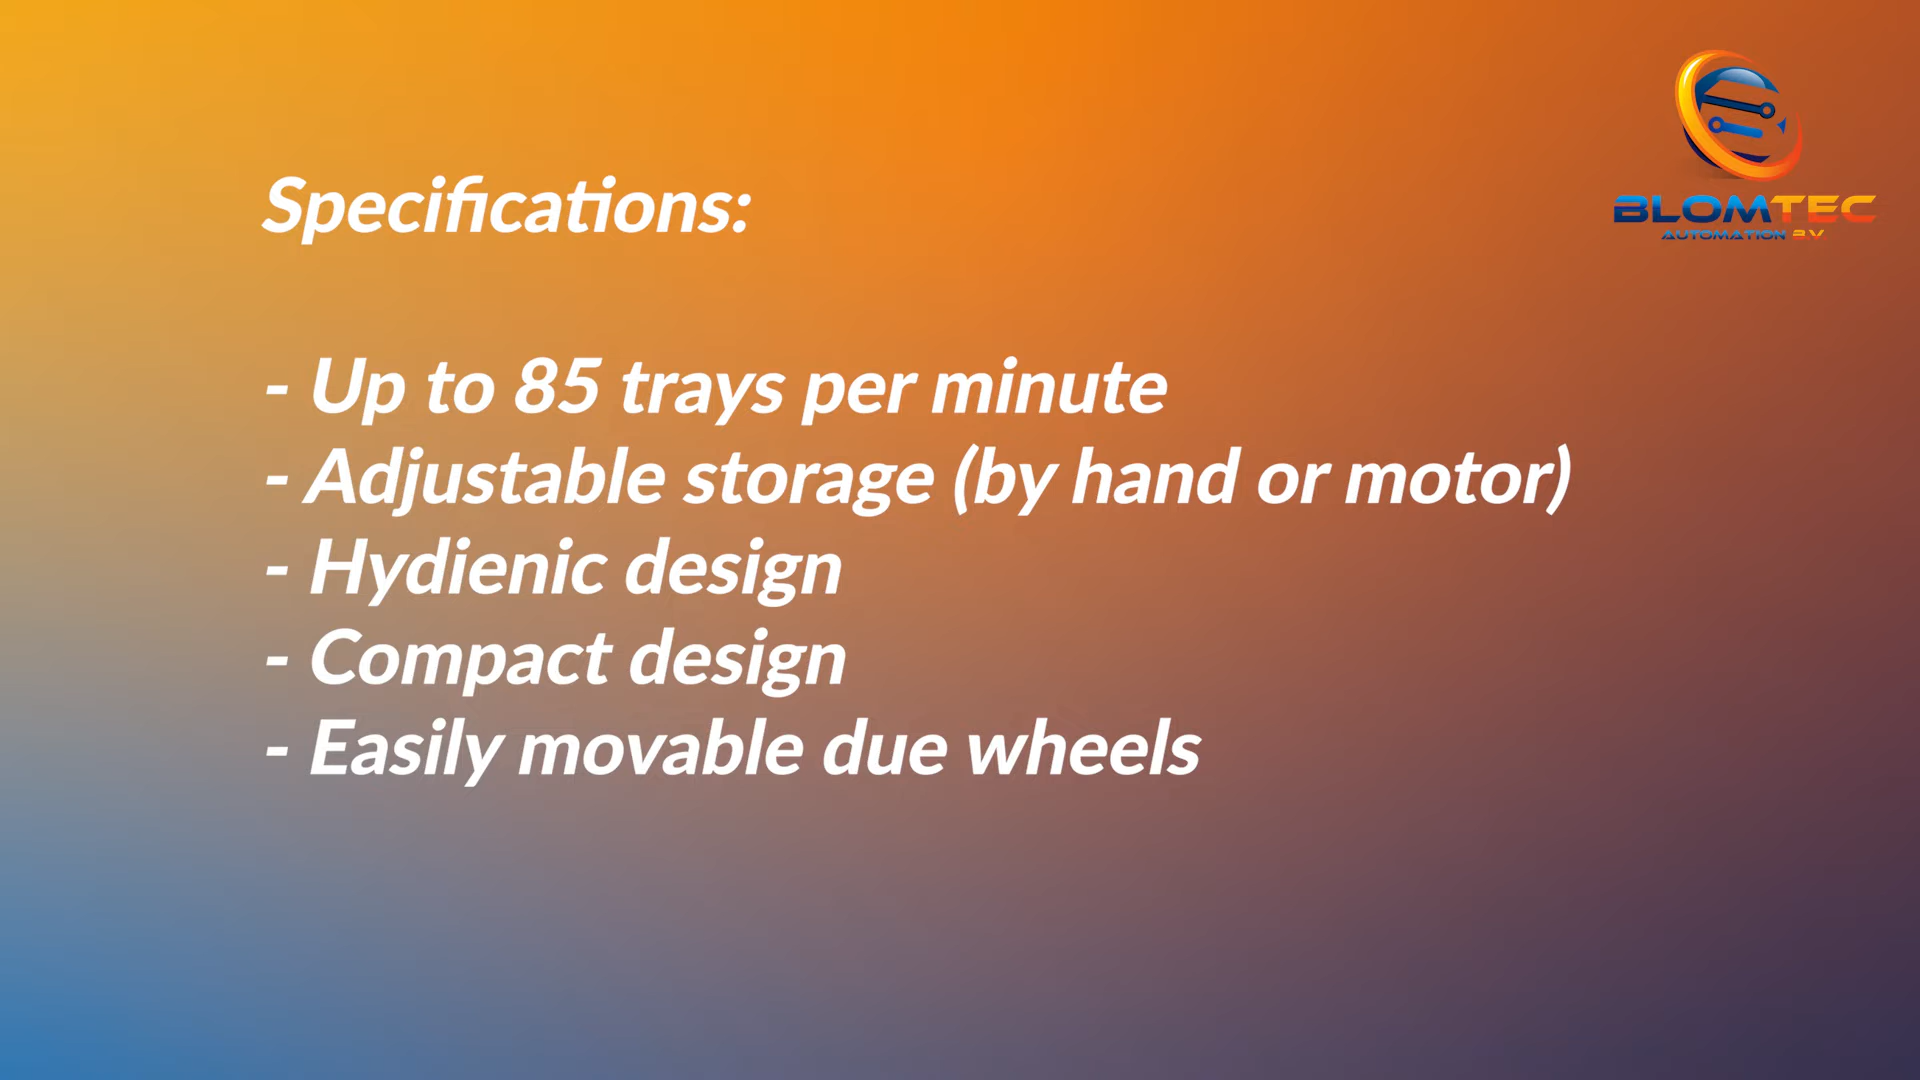 BLOMTEC
AUTOMATION B.V.
Specifications:
- Up to 85 trays per minute
- Adjustable storage (by hand or motor)
- Hydienic design
- Compact design
- Easily movable due wheels